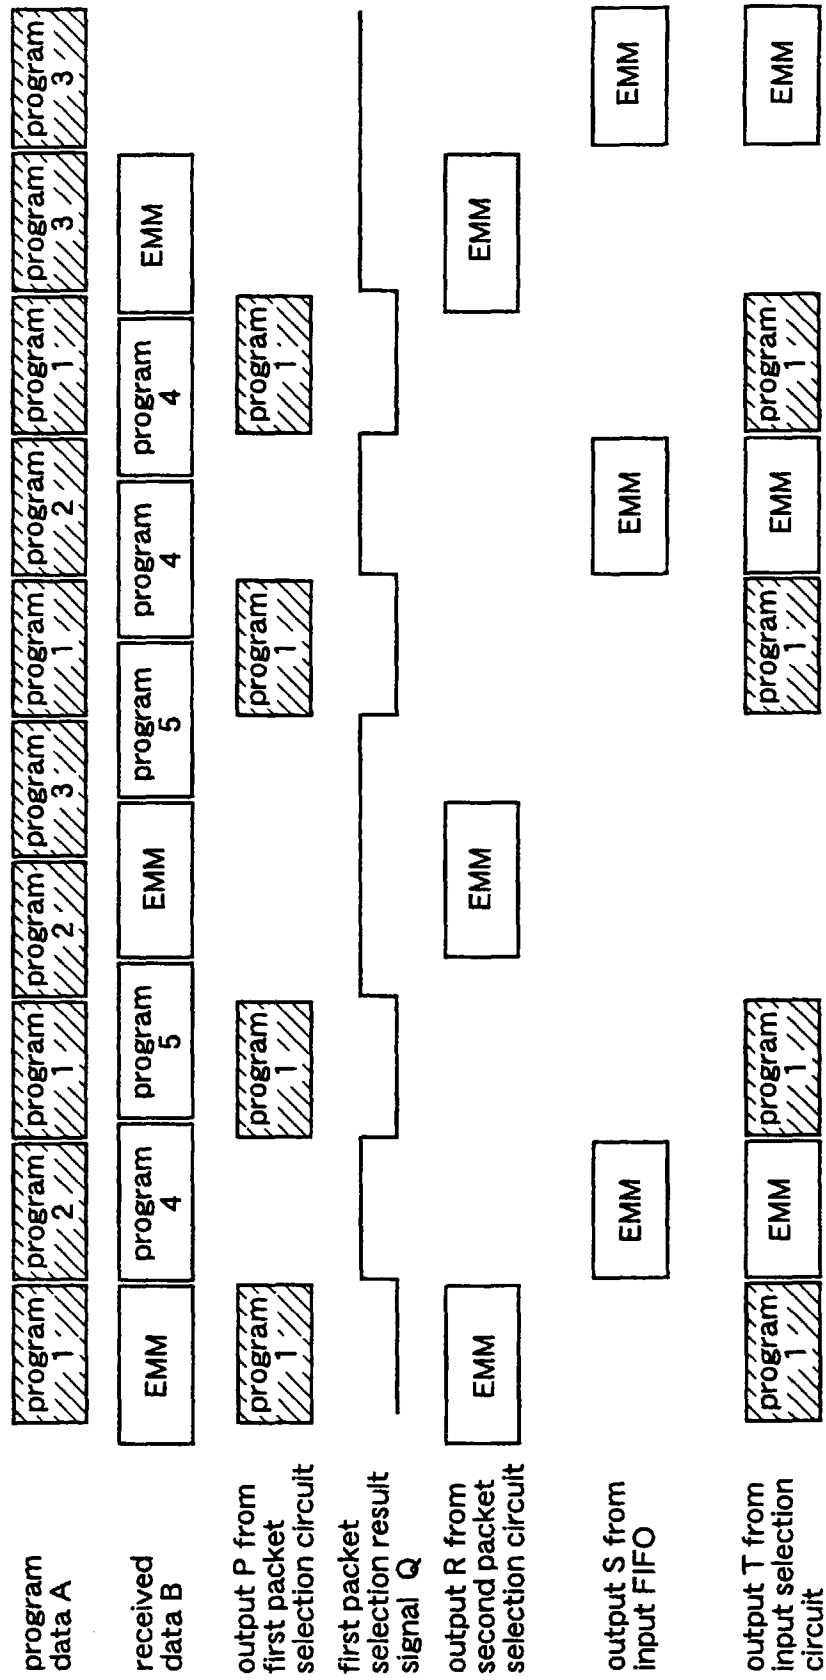 program
data A
program
1
program
2
program
1
program
2
program
3
program
1
program
2
program
1
program
3
program
3
received
data B
EMM
program
4
program
5
EMM
program
5
program
4
program
4
EMM
output P from
first packet
selection circuit
program
1
program
1
program
1
program
1
first packet
selection result
signal Q
output R from
second packet
selection circuit
EMM
EMM
EMM
output S from
input FIFO
EMM
EMM
EMM
output T from
input selection
circuit
program
1
EMM
program
1
program
1
EMM
program
1
EMM